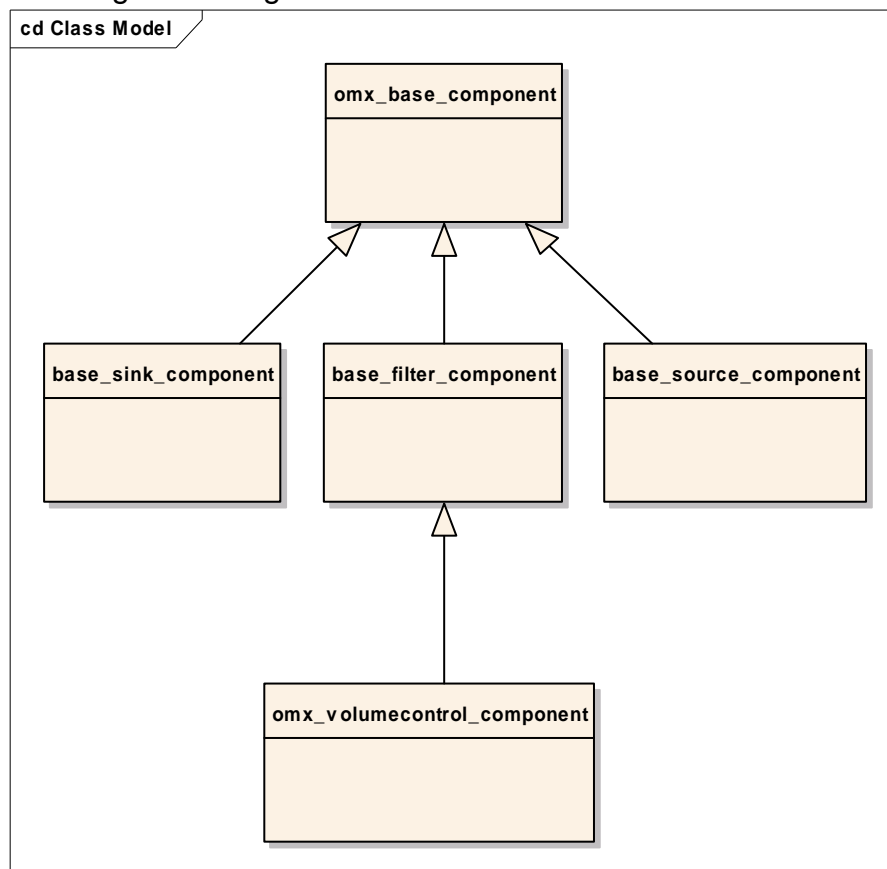 cd Class Model
omx_base_component
base_sink_component base_filter_component base_source_component
omx_volumecontrol_component